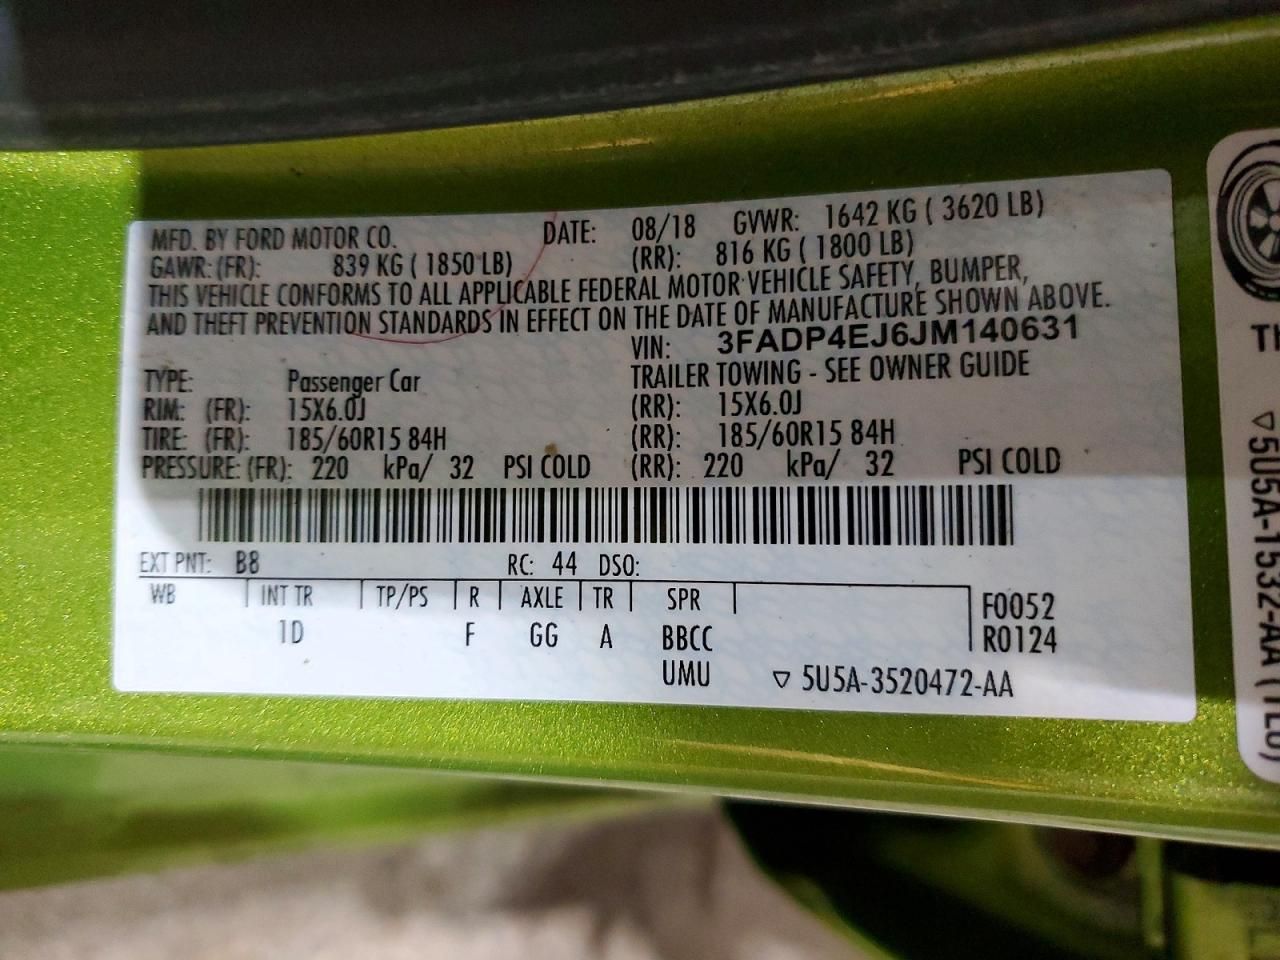 MFD. BY FORD MOTOR CO. DATE: 08/18 GVWR: 1642 KG ( 3620 LB)
GAWR: (FR): 839 KG ( 1850 LB) (RR): 816 KG ( 1800 LB)
THIS VEHICLE CONFORMS TO ALL APPLICABLE FEDERAL MOTOR VEHICLE SAFETY, BUMPER,
AND THEFT PREVENTION STANDARDS IN EFFECT ON THE DATE OF MANUFACTURE SHOWN ABOVE.
VIN: 3FADP4EJ6JM140631
TYPE: Passenger Car TRAILER TOWING - SEE OWNER GUIDE
RIM: (FR): 15X6.0J (RR): 15X6.0J
TIRE: (FR): 185/60R15 84H (RR): 185/60R15 84H
PRESSURE: (FR): 220 kPa/ 32 PSI COLD (RR): 220 kPa/ 32 PSI COLD
EXT PNT: B8 RC: 44 DSO:
WB INT TR TP/PS R AXLE TR SPR F0052
1D F GG A BBCC R0124
UMU ▽ 5U5A-3520472-AA
▽5U5A-1532-AA